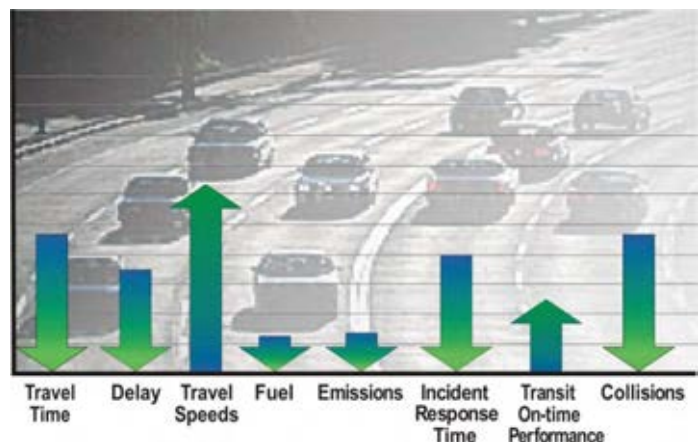 Travel
Time
Delay
Travel
Speeds
Fuel
Emissions
Incident
Response
Time
Transit
On-time
Performance
Collisions